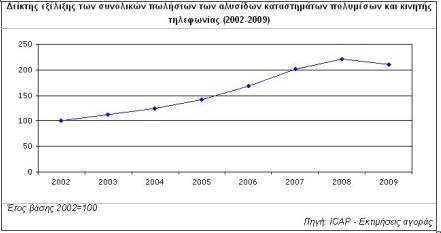 Δείκτης εξέλιξης των συνολικών πωλήσεων των αλυσίδων καταστημάτων πολυμέσων και κινητής
τηλεφωνίας (2002-2009)
250
200
150
100
50
0
2002 2003 2004 2005 2006 2007 2008 2009
Έτος βάσης 2002=100
Πηγή: ICAP - Εκτιμήσεις αγοράς